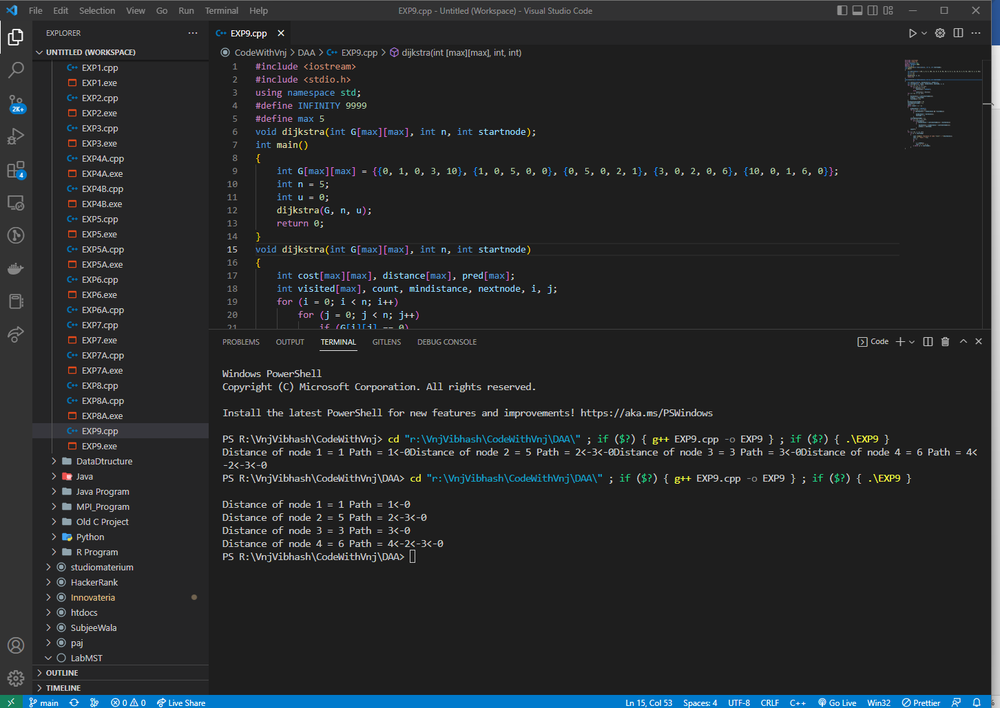 File Edit Selection View Go Run Terminal Help EXP9.cpp - Untitled (Workspace) - Visual Studio Code
EXPLORER
UNTITLED (WORKSPACE)
EXP1.cpp
EXP1.exe
EXP2.cpp
EXP2.exe
EXP3.cpp
EXP3.exe
EXP4A.cpp
EXP4A.exe
EXP4B.cpp
EXP4B.exe
EXP5.cpp
EXP5.exe
EXP5A.cpp
EXP5A.exe
EXP6.cpp
EXP6.exe
EXP6A.cpp
EXP7.cpp
EXP7.exe
EXP7A.cpp
EXP7A.exe
EXP8.cpp
EXP8A.cpp
EXP8A.exe
EXP9.cpp
EXP9.exe
DataDtructure
Java
Java Program
MPI_Program
Old C Project
Python
R Program
studiomaterium
HackerRank
Innovateria
htdocs
SubjeeWala
paj
LabMST
OUTLINE
TIMELINE
2K+
4
C++ EXP9.cpp
CodeWithVnj > DAA > C++ EXP9.cpp > dijkstra(int [max][max], int, int)
1 #include <iostream>
2 #include <stdio.h>
3 using namespace std;
4 #define INFINITY 9999
5 #define max 5
6 void dijkstra(int G[max][max], int n, int startnode);
7 int main()
8 {
9 int G[max][max] = {{0, 1, 0, 3, 10}, {1, 0, 5, 0, 0}, {0, 5, 0, 2, 1}, {3, 0, 2, 0, 6}, {10, 0, 1, 6, 0}};
10 int n = 5;
11 int u = 0;
12 dijkstra(G, n, u);
13 return 0;
14 }
15 void dijkstra(int G[max][max], int n, int startnode)
16 {
17 int cost[max][max], distance[max], pred[max];
18 int visited[max], count, mindistance, nextnode, i, j;
19 for (i = 0; i < n; i++)
20 for (j = 0; j < n; j++)
21 if (G[i][j] == 0)
PROBLEMS OUTPUT TERMINAL GITLENS DEBUG CONSOLE Code
Windows PowerShell
Copyright (C) Microsoft Corporation. All rights reserved.
Install the latest PowerShell for new features and improvements! https://aka.ms/PSWindows
PS R:\VnjVibhash\CodeWithVnj> cd "r:\VnjVibhash\CodeWithVnj\DAA\" ; if ($?) { g++ EXP9.cpp -o EXP9 } ; if ($?) { .\EXP9 }
Distance of node 1 = 1 Path = 1<-0Distance of node 2 = 5 Path = 2<-3<-0Distance of node 3 = 3 Path = 3<-0Distance of node 4 = 6 Path = 4<
-2<-3<-0
PS R:\VnjVibhash\CodeWithVnj\DAA> cd "r:\VnjVibhash\CodeWithVnj\DAA\" ; if ($?) { g++ EXP9.cpp -o EXP9 } ; if ($?) { .\EXP9 }
Distance of node 1 = 1 Path = 1<-0
Distance of node 2 = 5 Path = 2<-3<-0
Distance of node 3 = 3 Path = 3<-0
Distance of node 4 = 6 Path = 4<-2<-3<-0
PS R:\VnjVibhash\CodeWithVnj\DAA>
main 0 0 Live Share Ln 15, Col 53 Spaces: 4 UTF-8 CRLF C++ Go Live Win32 Prettier